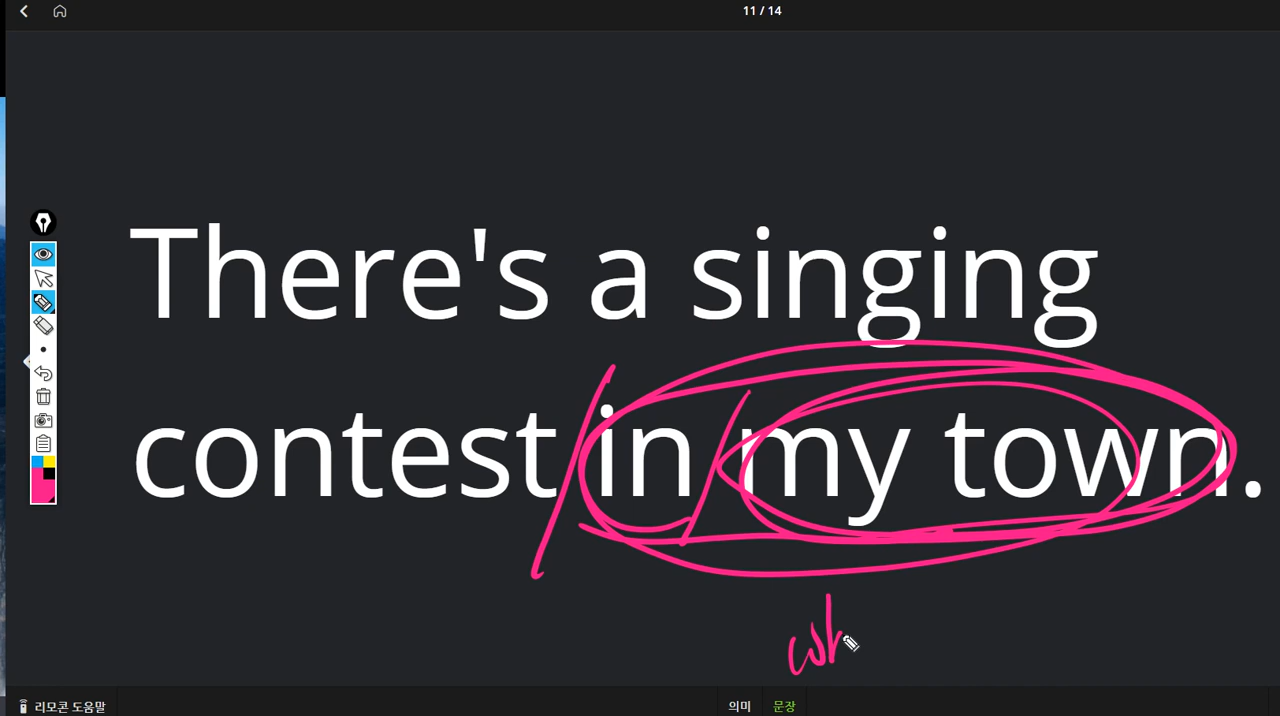 11 / 14
There's a singing
contest in my town.
wh
리모콘 도움말
의미
문장